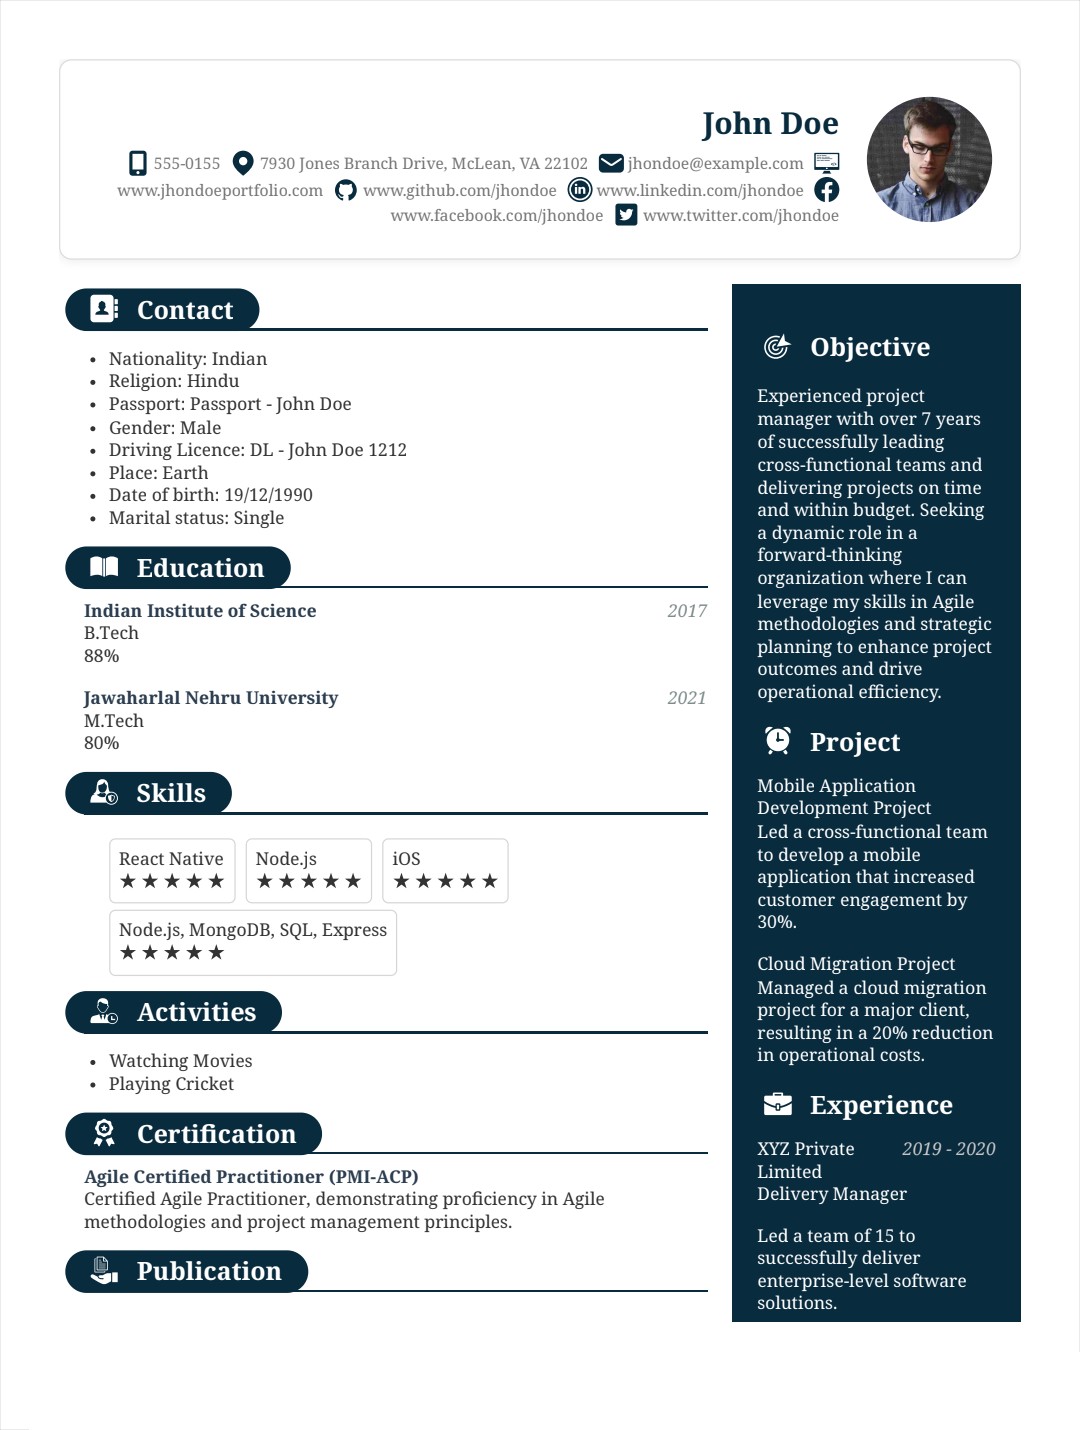 John Doe
555-0155 7930 Jones Branch Drive, McLean, VA 22102 jhondoe@example.com
www.jhondoeportfolio.com www.github.com/jhondoe www.linkedin.com/jhondoe
www.facebook.com/jhondoe www.twitter.com/jhondoe
Contact
• Nationality: Indian
• Religion: Hindu
• Passport: Passport - John Doe
• Gender: Male
• Driving Licence: DL - John Doe 1212
• Place: Earth
• Date of birth: 19/12/1990
• Marital status: Single
Education
Indian Institute of Science 2017
B.Tech
88%
Jawaharlal Nehru University 2021
M.Tech
80%
Skills
React Native Node.js iOS
★★★★★ ★★★★★ ★★★★★
Node.js, MongoDB, SQL, Express
★★★★★
Activities
• Watching Movies
• Playing Cricket
Certification
Agile Certified Practitioner (PMI-ACP)
Certified Agile Practitioner, demonstrating proficiency in Agile
methodologies and project management principles.
Publication
Objective
Experienced project
manager with over 7 years
of successfully leading
cross-functional teams and
delivering projects on time
and within budget. Seeking
a dynamic role in a
forward-thinking
organization where I can
leverage my skills in Agile
methodologies and strategic
planning to enhance project
outcomes and drive
operational efficiency.
Project
Mobile Application
Development Project
Led a cross-functional team
to develop a mobile
application that increased
customer engagement by
30%.
Cloud Migration Project
Managed a cloud migration
project for a major client,
resulting in a 20% reduction
in operational costs.
Experience
XYZ Private 2019 - 2020
Limited
Delivery Manager
Led a team of 15 to
successfully deliver
enterprise-level software
solutions.